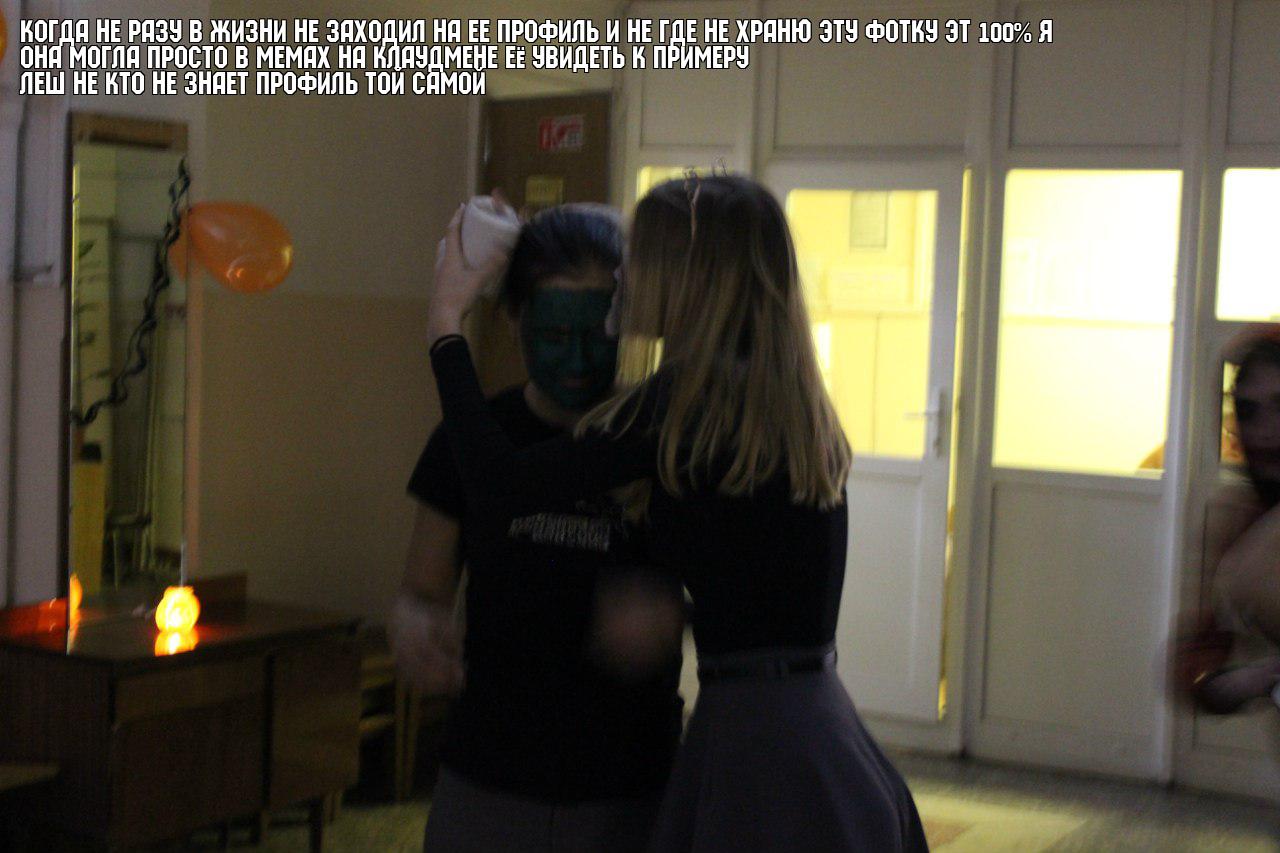 КОГДА НЕ РАЗУ В ЖИЗНИ НЕ ЗАХОДИЛ НА ЕЕ ПРОФИЛЬ И НЕ ГДЕ НЕ ХРАНЮ ЭТУ ФОТКУ ЭТ 100% Я
ОНА МОГЛА ПРОСТО В МЕМАХ НА КЛАУДМЕНЕ ЕЁ УВИДЕТЬ К ПРИМЕРУ
ЛЕШ НЕ КТО НЕ ЗНАЕТ ПРОФИЛЬ ТОЙ САМОЙ